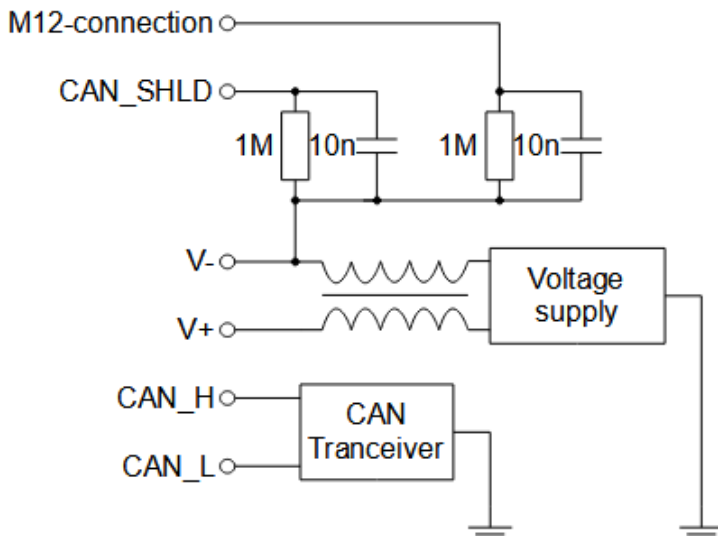 M12-connection
CAN_SHLD
1M 10n 1M 10n
V-
Voltage
supply
V+
CAN_H
CAN
Tranceiver
CAN_L